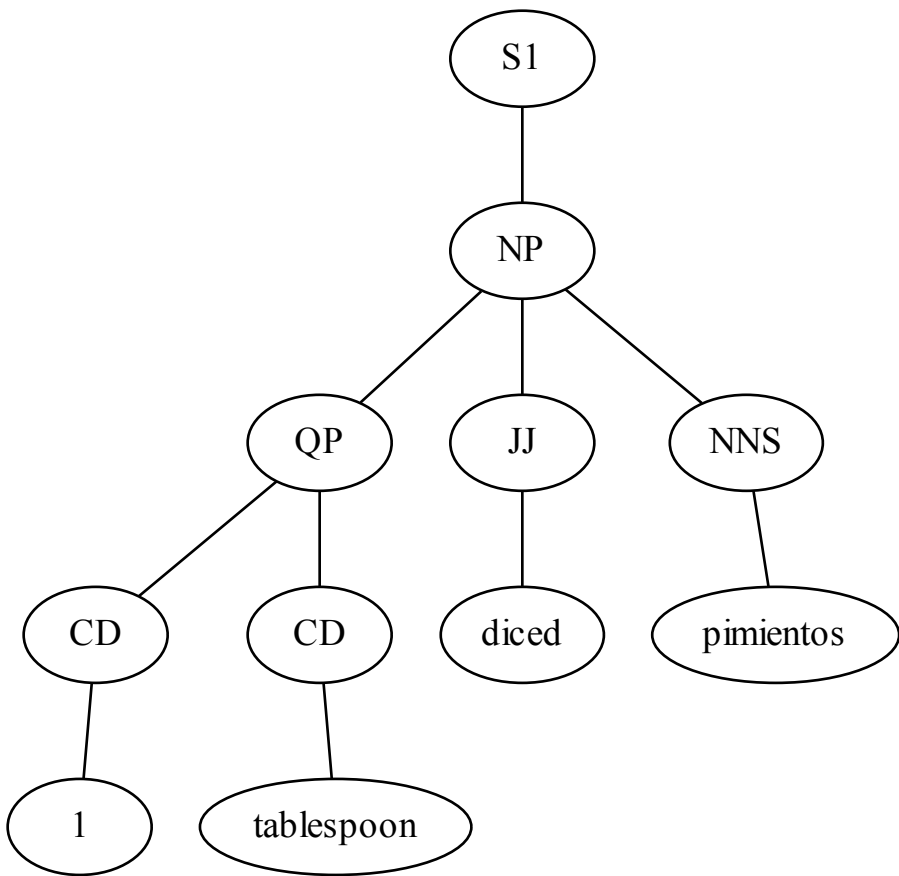 S1
NP
QP JJ NNS
CD CD diced pimientos
1 tablespoon